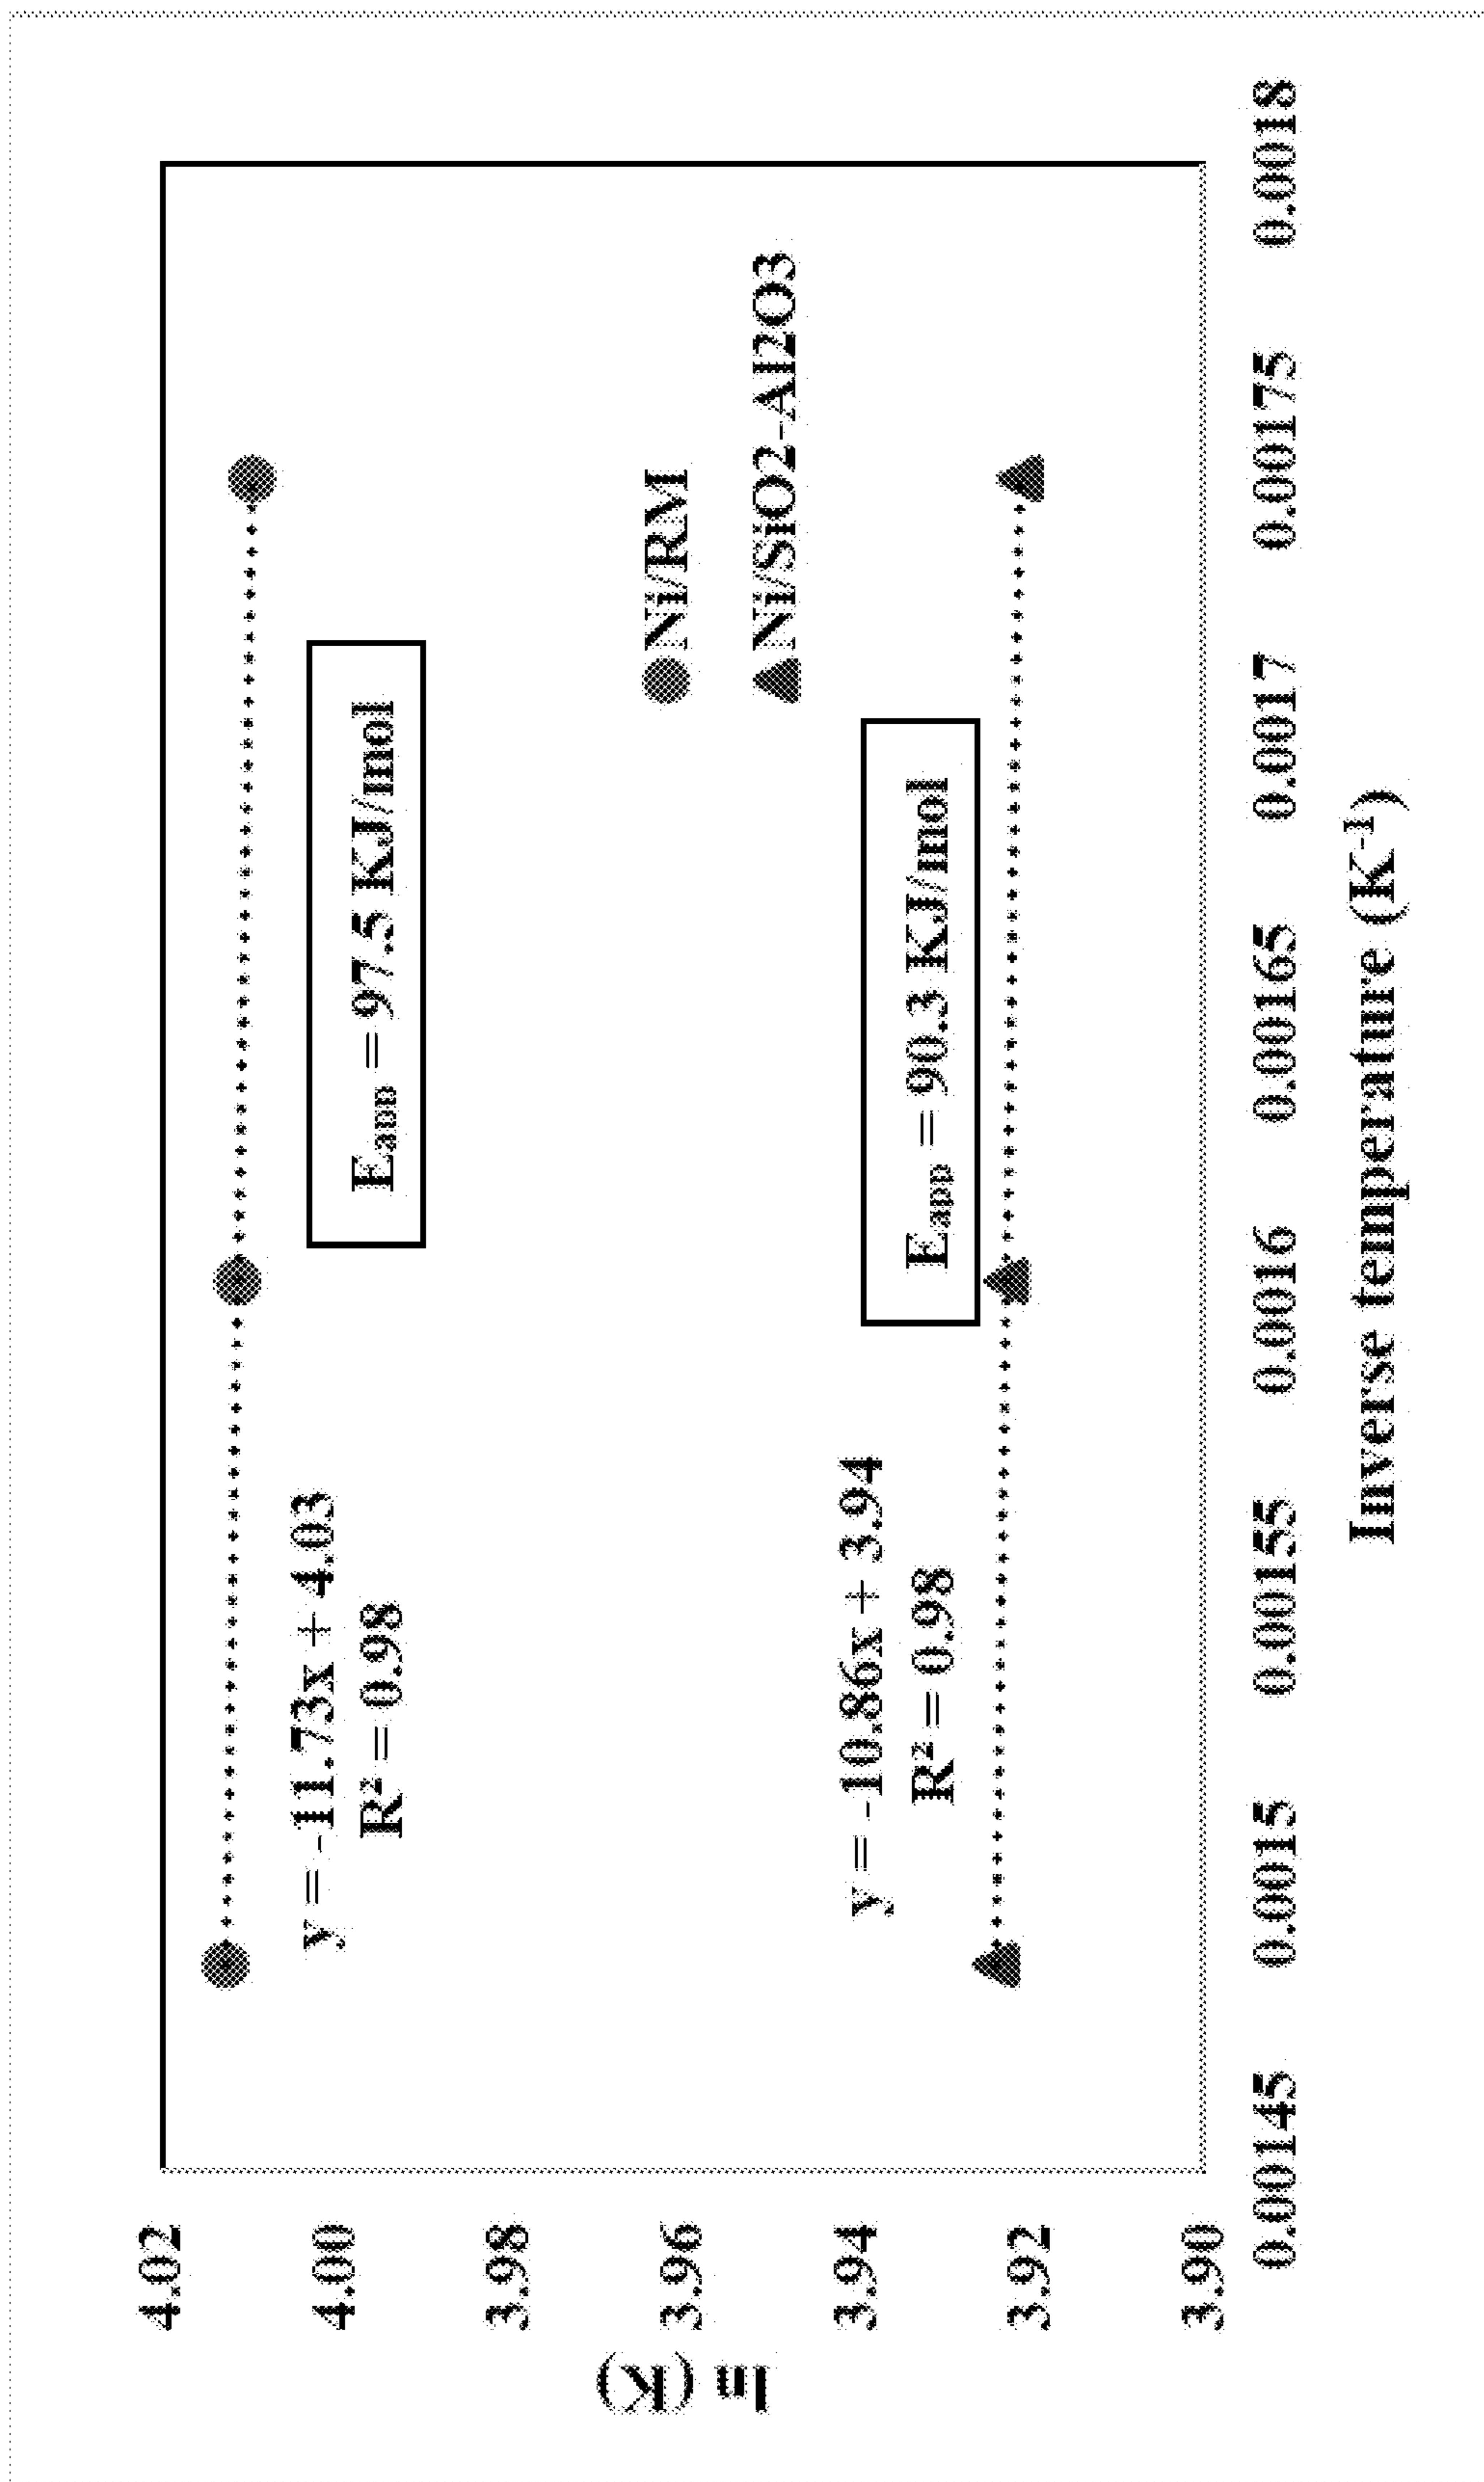 4.02
4.00
3.98
3.96
3.94
3.92
3.90
ln (K)
y = -11.73x + 4.03
R² = 0.98
Eapp = 97.5 KJ/mol
Ni/RM
Ni/SiO2-Al2O3
y = -10.86x + 3.94
R² = 0.98
Eapp = 90.3 KJ/mol
0.00145 0.0015 0.00155 0.0016 0.00165 0.0017 0.00175 0.0018
Inverse temperature (K⁻¹)